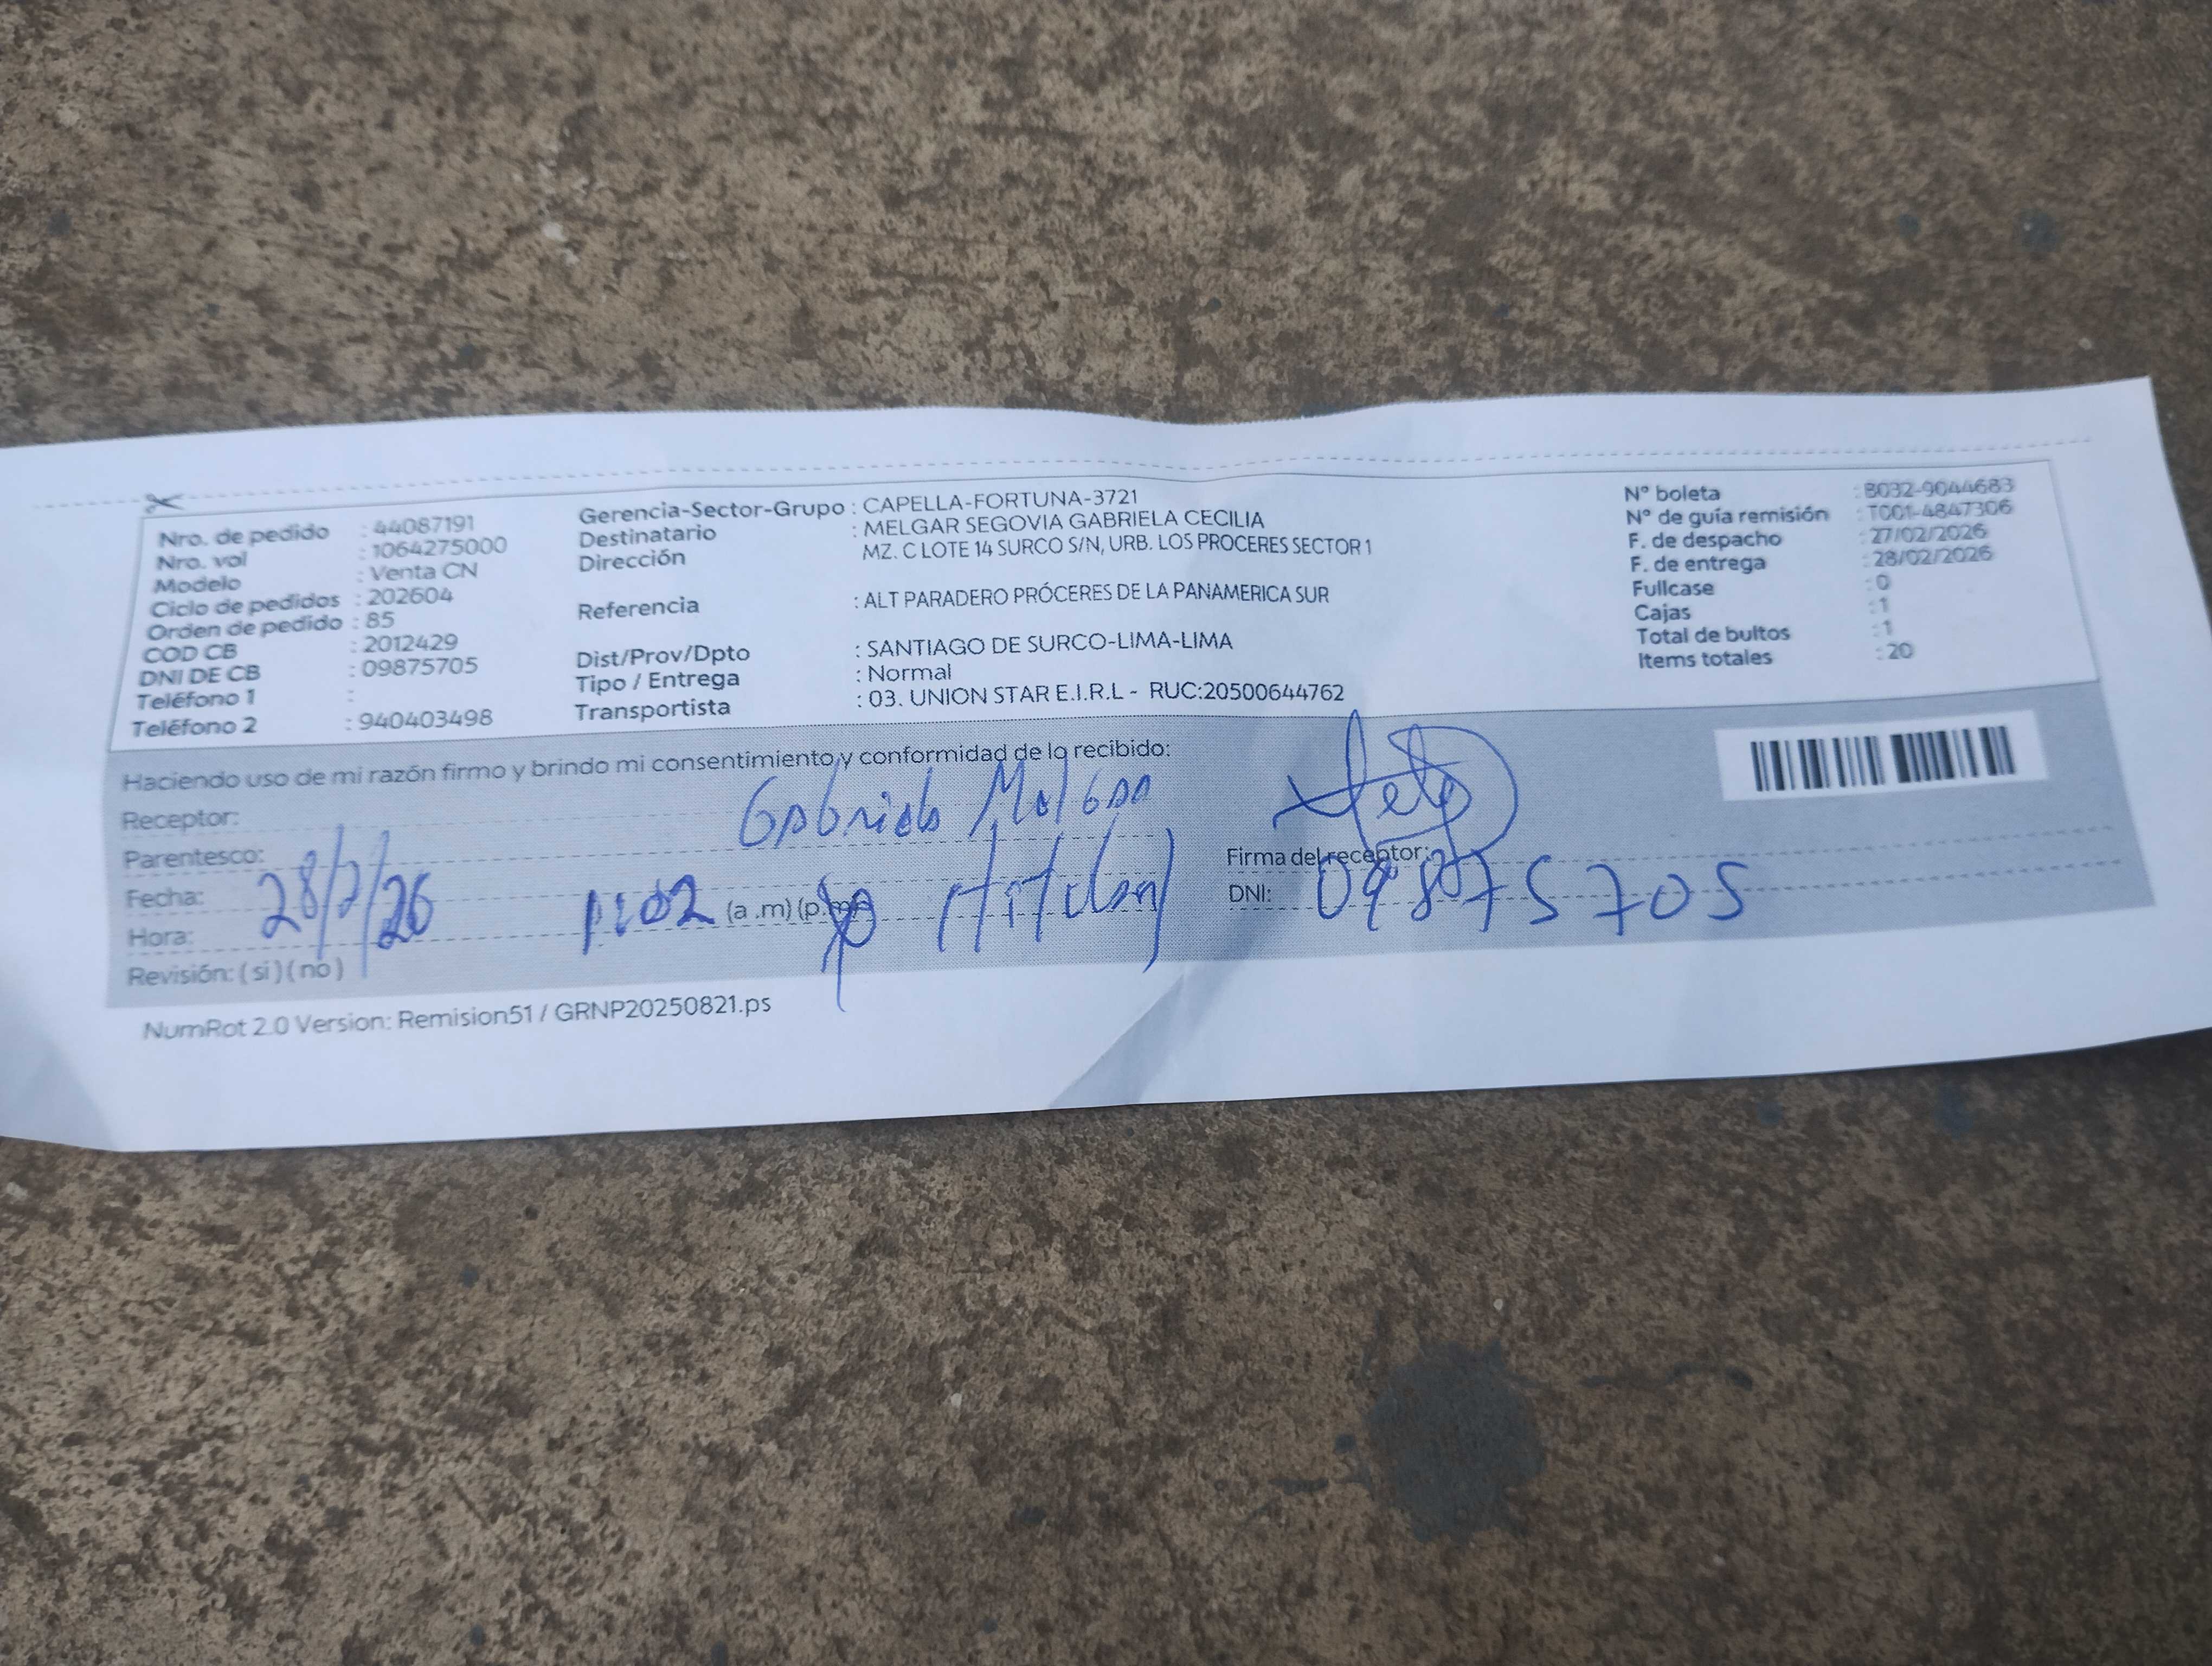 Nro. de pedido : 44087191
Nro. vol : 1064275000
Modelo : Venta CN
Ciclo de pedidos : 202604
Orden de pedido : 85
COD CB : 2012429
DNI DE CB : 09875705
Teléfono 1 :
Teléfono 2 : 940403498
Gerencia-Sector-Grupo : CAPELLA-FORTUNA-3721
Destinatario : MELGAR SEGOVIA GABRIELA CECILIA
Dirección MZ. C LOTE 14 SURCO S/N, URB. LOS PROCERES SECTOR 1
Referencia : ALT PARADERO PRÓCERES DE LA PANAMERICA SUR
Dist/Prov/Dpto : SANTIAGO DE SURCO-LIMA-LIMA
Tipo / Entrega : Normal
Transportista : 03. UNION STAR E.I.R.L - RUC:20500644762
N° boleta : B032-9044683
N° de guía remisión : T001-4847306
F. de despacho : 27/02/2026
F. de entrega : 28/02/2026
Fullcase : 0
Cajas : 1
Total de bultos : 1
Items totales : 20
Haciendo uso de mi razón firmo y brindo mi consentimiento y conformidad de lo recibido:
Receptor: Gabriela Melgar
Parentesco:
Fecha: 28/2/26
Hora: (a .m) (p.m) (titular)
Revisión: ( si ) ( no )
Firma del receptor:
DNI: 09875705
NumRot 2.0 Version: Remision51 / GRNP20250821.ps